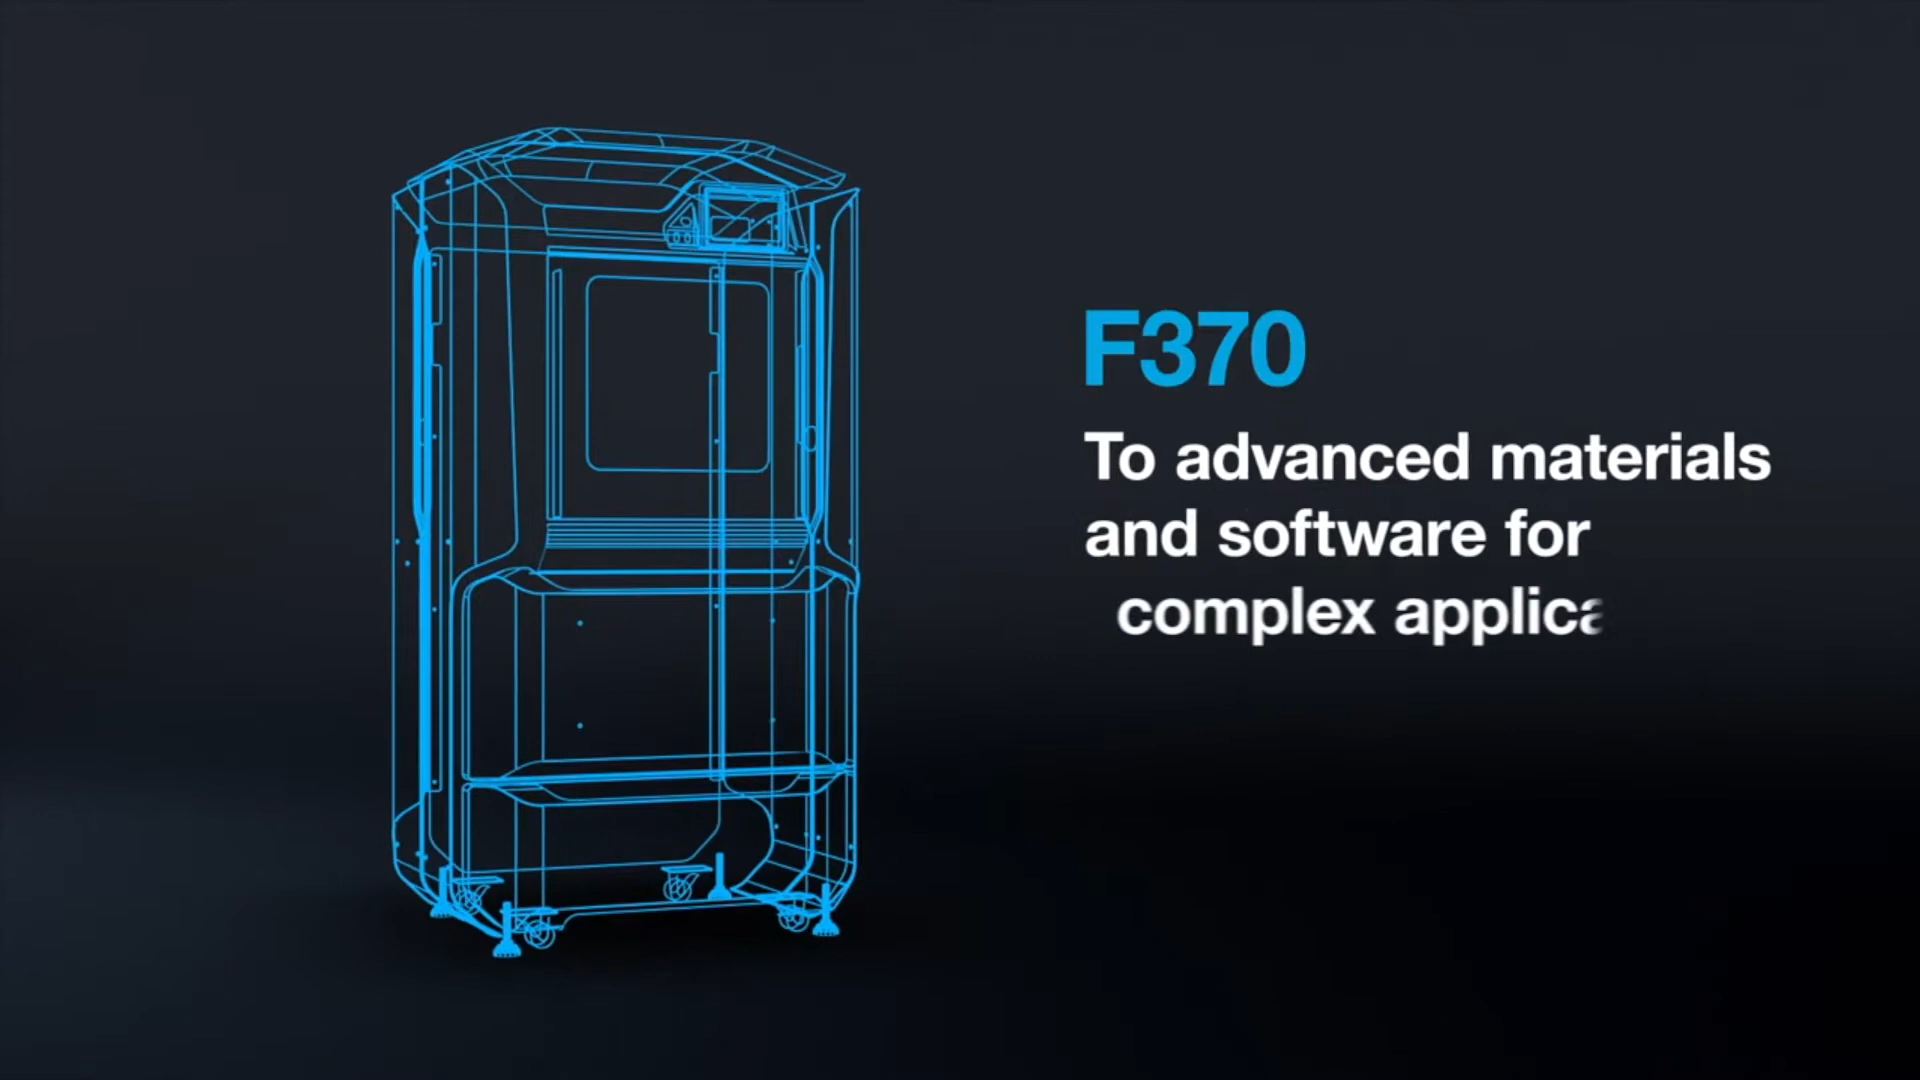 F370
To advanced materials
and software for
complex applica